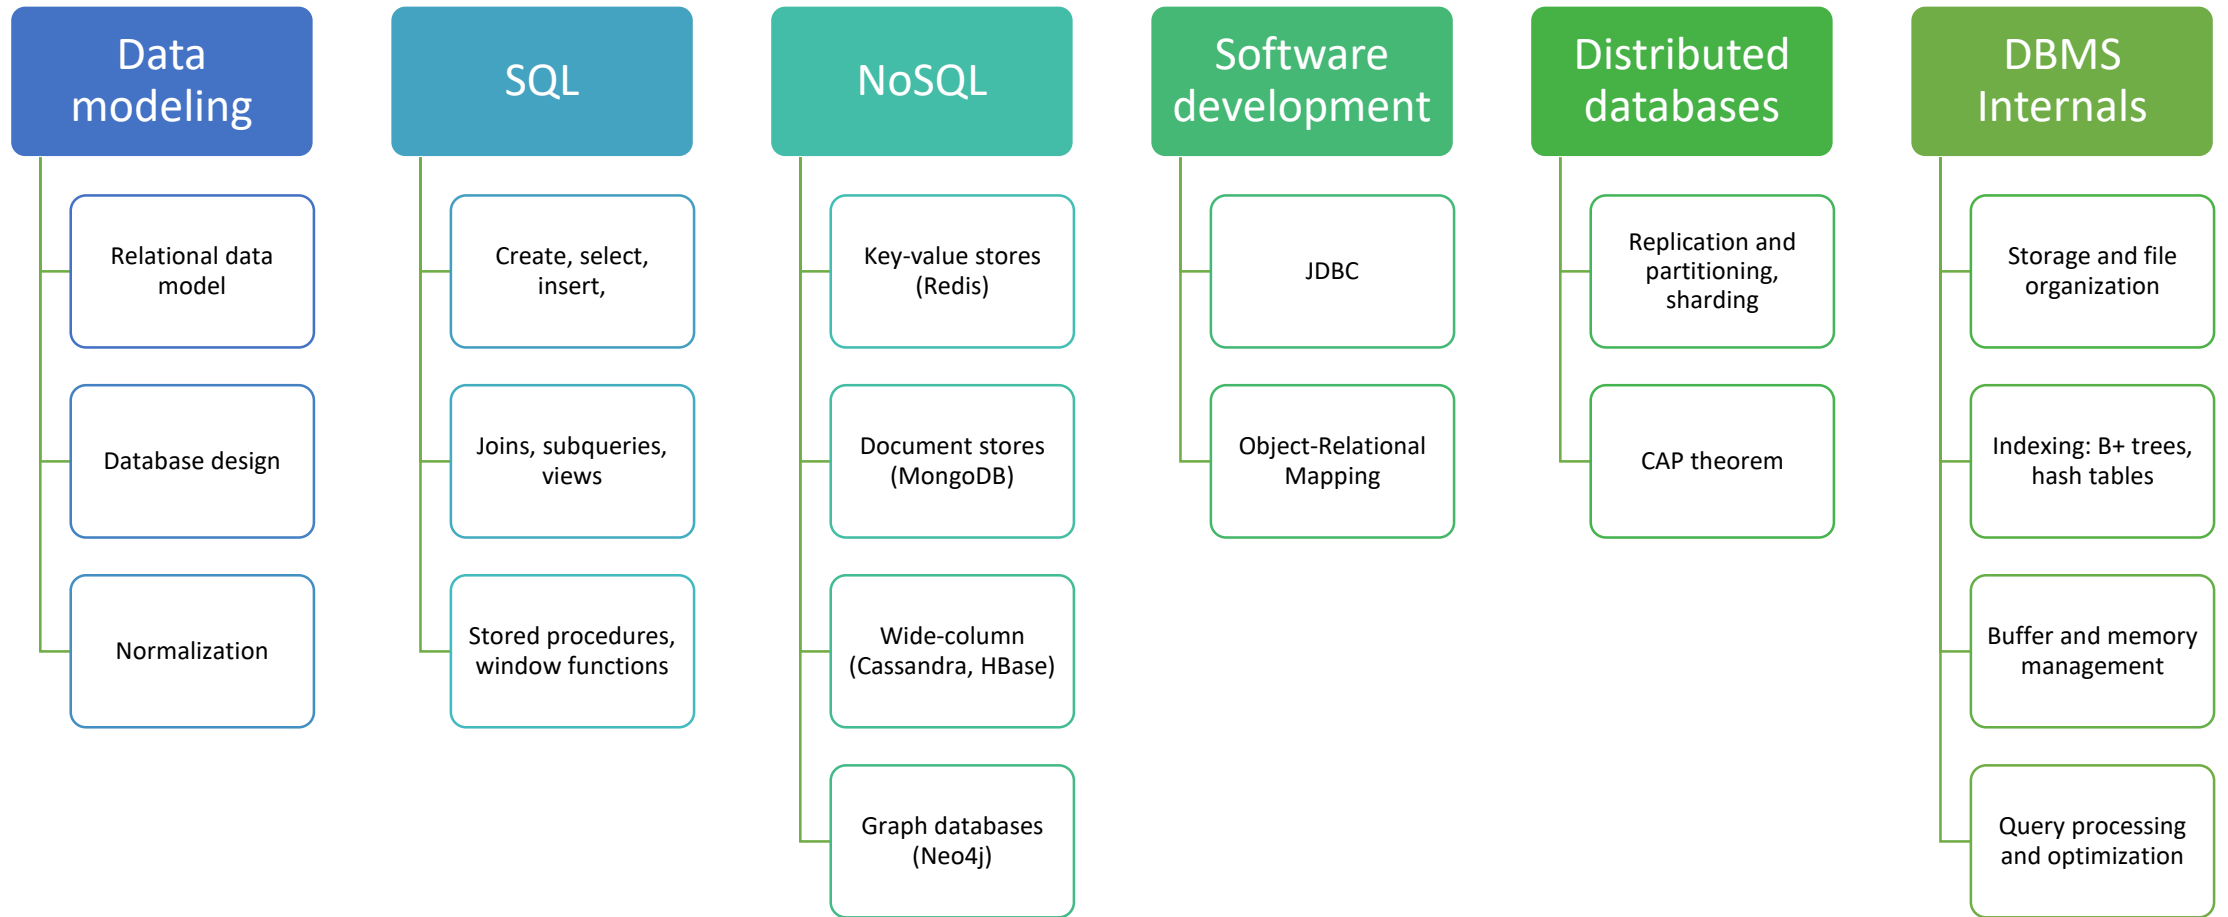 Data
modeling
Relational data
model
Database design
Normalization
SQL
Create, select,
insert,
Joins, subqueries,
views
Stored procedures,
window functions
NoSQL
Key-value stores
(Redis)
Document stores
(MongoDB)
Wide-column
(Cassandra, HBase)
Graph databases
(Neo4j)
Software
development
JDBC
Object-Relational
Mapping
Distributed
databases
Replication and
partitioning,
sharding
CAP theorem
DBMS
Internals
Storage and file
organization
Indexing: B+ trees,
hash tables
Buffer and memory
management
Query processing
and optimization